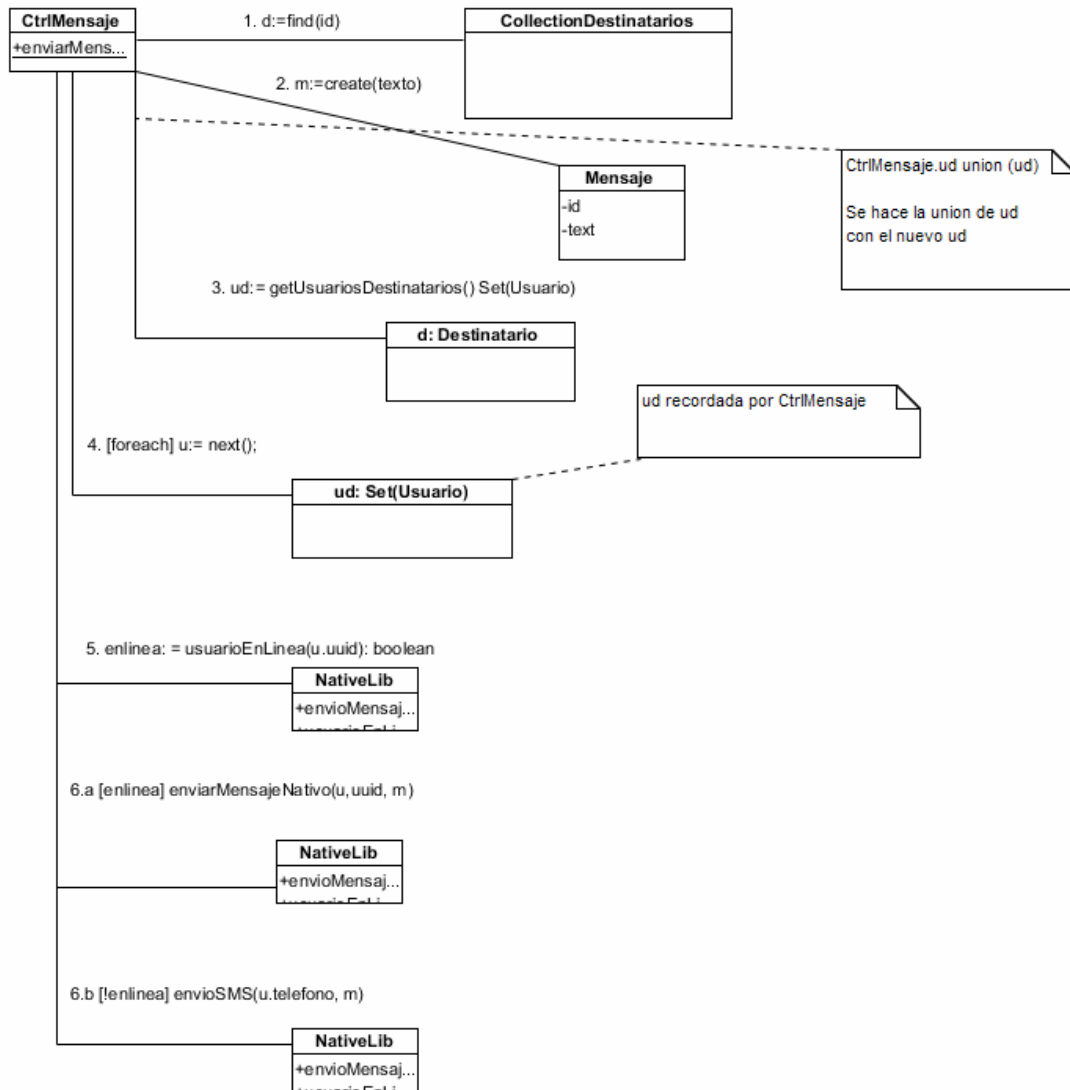 CtrlMensaje
+enviarMens...
1. d:=find(id)
CollectionDestinatarios
2. m:=create(texto)
Mensaje
-id
-text
CtrlMensaje.ud union (ud)
Se hace la union de ud
con el nuevo ud
3. ud:= getUsuariosDestinatarios() Set(Usuario)
d: Destinatario
ud recordada por CtrlMensaje
4. [foreach] u:= next();
ud: Set(Usuario)
5. enlinea: = usuarioEnLinea(u.uuid): boolean
NativeLib
+envioMensaj...
6.a [enlinea] enviarMensajeNativo(u,uuid, m)
NativeLib
+envioMensaj...
6.b [!enlinea] envioSMS(u.telefono, m)
NativeLib
+envioMensaj...